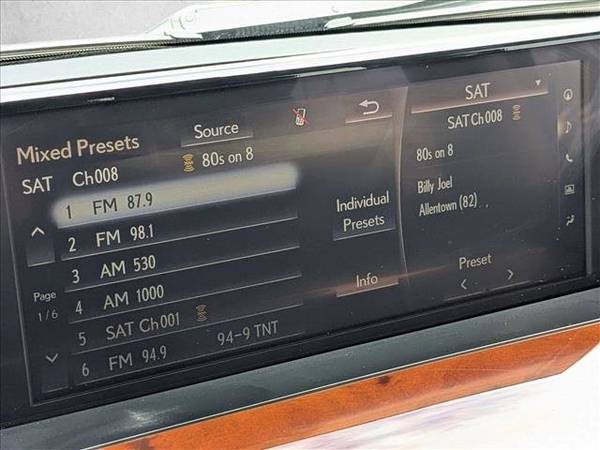 Mixed Presets
Source
SAT Ch008
80s on 8
1 FM 87.9
2 FM 98.1
3 AM 530
4 AM 1000
5 SAT Ch001
6 FM 94.9 94-9 TNT
Page
1/6
Individual
Presets
Info
SAT
SAT Ch008
80s on 8
Billy Joel
Allentown (82)
Preset